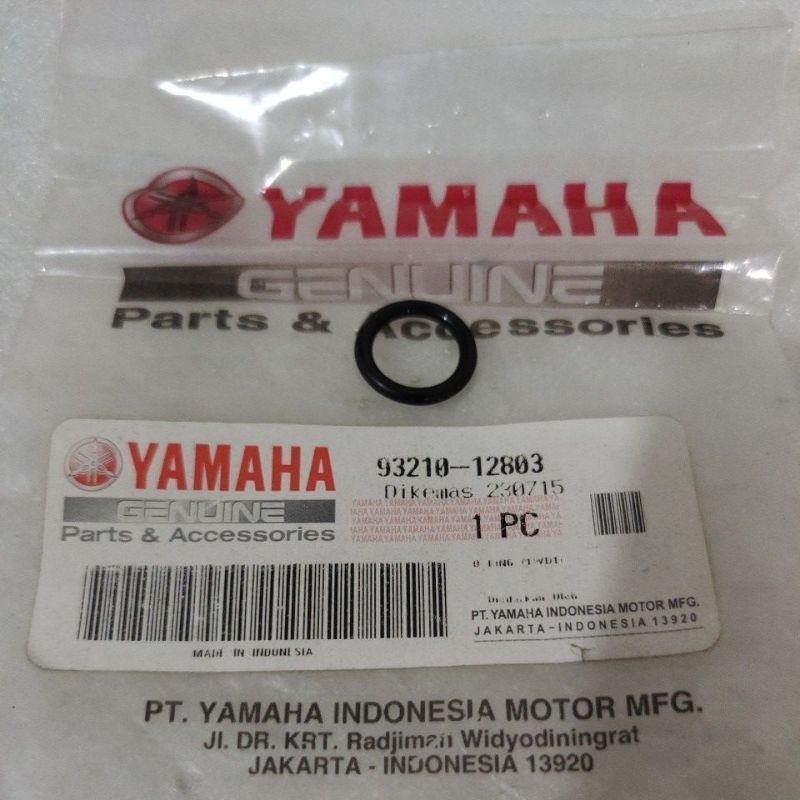 YAMAHA
GENUINE
Parts & Accessories
YAMAHA
GENUINE
Parts & Accessories
93210-12803
Dikemas 230715
1 PC
O RING
PT. YAMAHA INDONESIA MOTOR MFG.
JAKARTA-INDONESIA 13920
MADE IN INDONESIA
PT. YAMAHA INDONESIA MOTOR MFG.
Jl. DR. KRT. Radjiman Widyodiningrat
JAKARTA - INDONESIA 13920